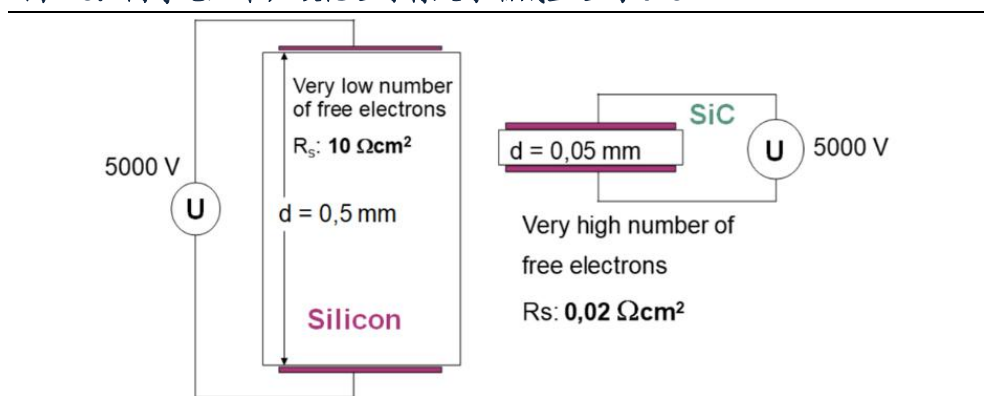 Very low number
of free electrons
Rs: 10 Ωcm²
5000 V
U
d = 0,5 mm
Silicon
SiC
d = 0,05 mm
U
5000 V
Very high number of
free electrons
Rs: 0,02 Ωcm²